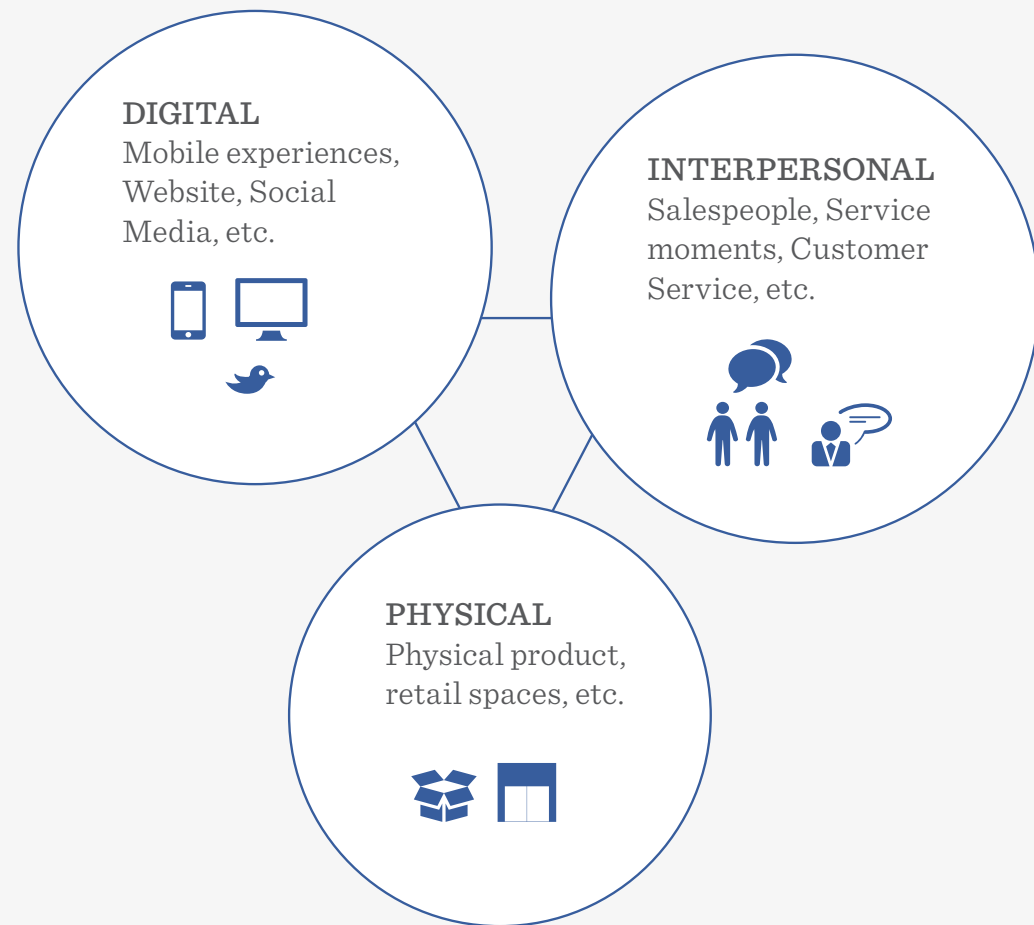 DIGITAL
Mobile experiences,
Website, Social
Media, etc.
INTERPERSONAL
Salespeople, Service
moments, Customer
Service, etc.
PHYSICAL
Physical product,
retail spaces, etc.